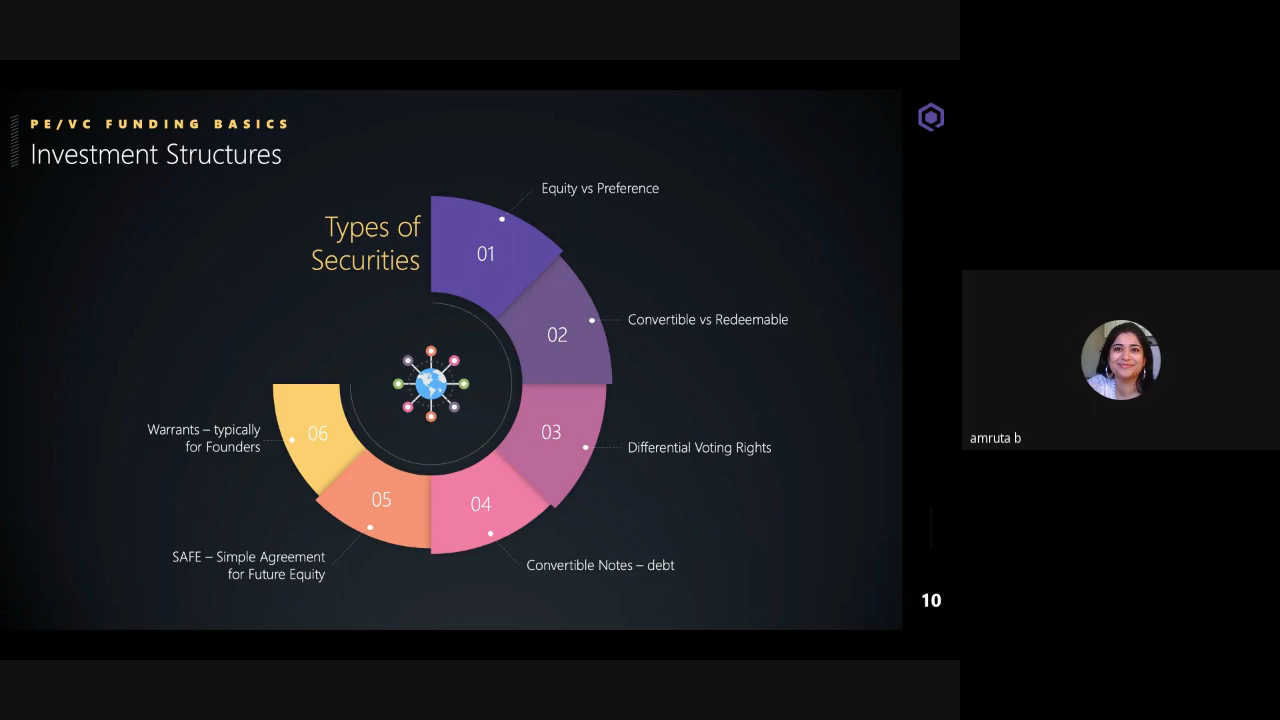 PE/VC FUNDING BASICS
Investment Structures
Types of
Securities
01
Equity vs Preference
02
Convertible vs Redeemable
03
Differential Voting Rights
04
Convertible Notes – debt
05
SAFE – Simple Agreement
for Future Equity
06
Warrants – typically
for Founders
10
amruta b